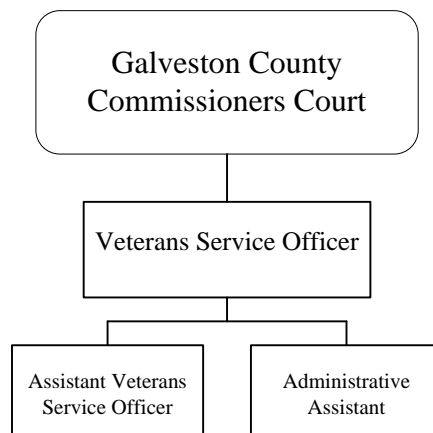 Galveston County
Commissioners Court
Veterans Service Officer
Assistant Veterans
Service Officer
Administrative
Assistant